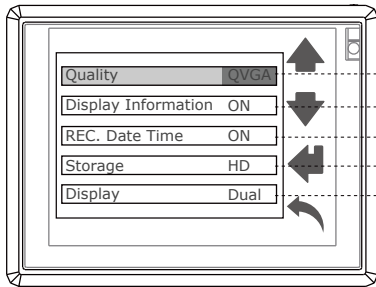 Quality QVGA
Display Information ON
REC. Date Time ON
Storage HD
Display Dual